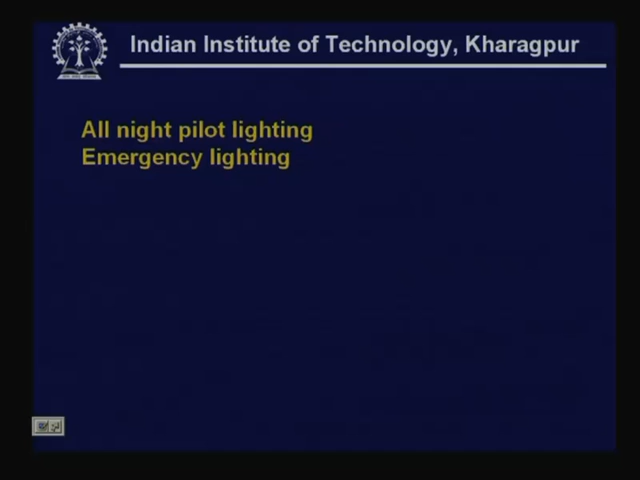 Indian Institute of Technology, Kharagpur
All night pilot lighting
Emergency lighting